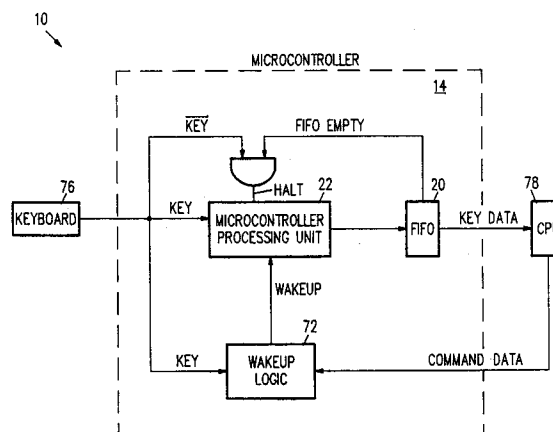 10
MICROCONTROLLER
14
KEY
FIFO EMPTY
76
HALT
22
20
78
KEYBOARD
KEY
MICROCONTROLLER
PROCESSING UNIT
FIFO
KEY DATA
WAKEUP
72
KEY
WAKEUP
LOGIC
COMMAND DATA